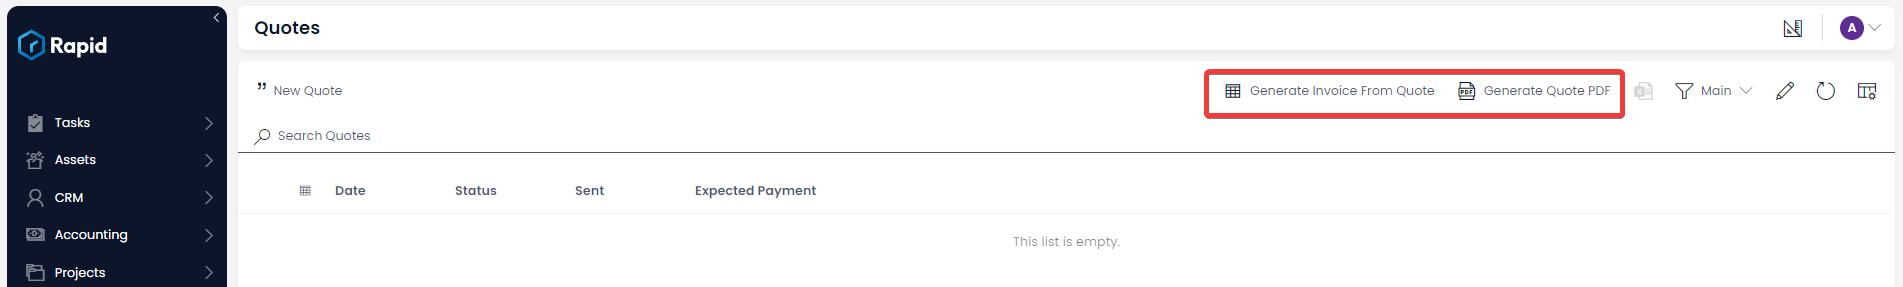 Rapid
Tasks
Assets
CRM
Accounting
Projects
Quotes
A
New Quote
Generate Invoice From Quote
PDF
Generate Quote PDF
Main
Search Quotes
Date Status Sent Expected Payment
This list is empty.